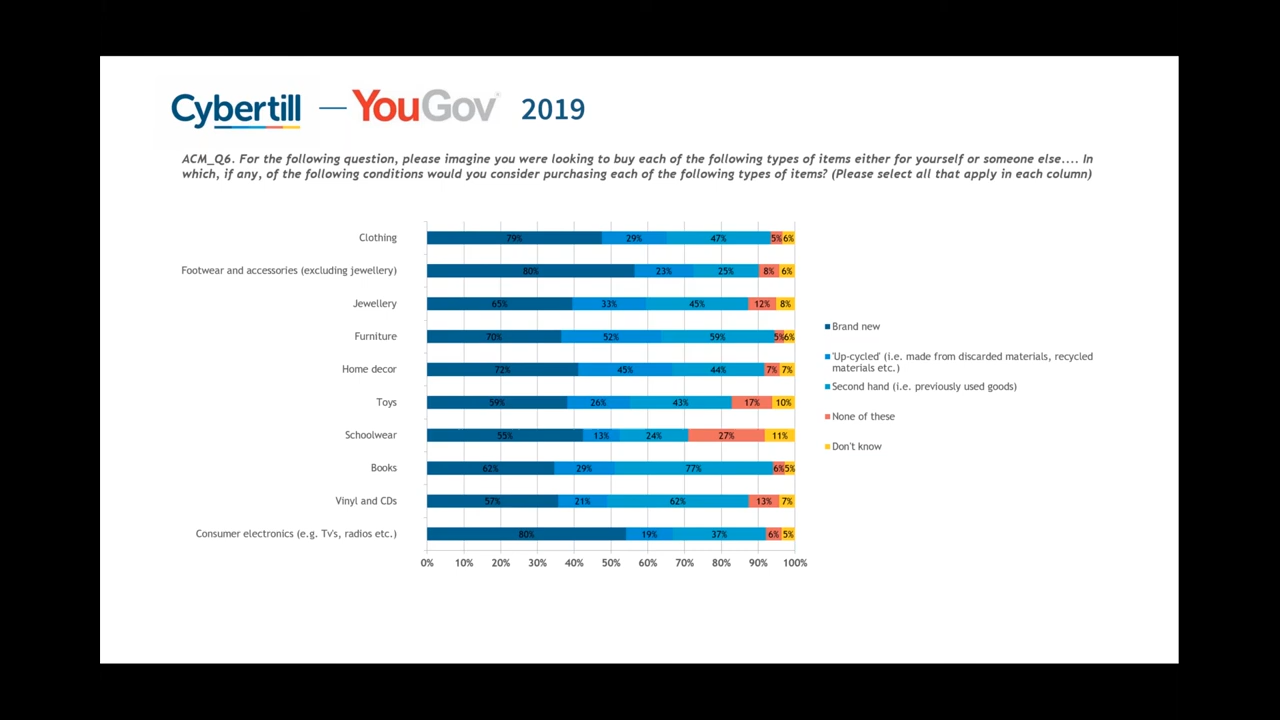 Cybertill — YouGov® 2019
ACM_Q6. For the following question, please imagine you were looking to buy each of the following types of items either for yourself or someone else.... In
which, if any, of the following conditions would you consider purchasing each of the following types of items? (Please select all that apply in each column)
Clothing 79% 29% 47% 5% 6%
Footwear and accessories (excluding jewellery) 80% 23% 25% 8% 6%
Jewellery 65% 33% 45% 12% 8%
Furniture 70% 52% 59% 5% 6%
Home decor 72% 45% 44% 7% 7%
Toys 59% 26% 43% 17% 10%
Schoolwear 55% 13% 24% 27% 11%
Books 62% 29% 77% 6% 5%
Vinyl and CDs 57% 21% 62% 13% 7%
Consumer electronics (e.g. Tv's, radios etc.) 80% 19% 37% 6% 5%
0% 10% 20% 30% 40% 50% 60% 70% 80% 90% 100%
Brand new
'Up-cycled' (i.e. made from discarded materials, recycled
materials etc.)
Second hand (i.e. previously used goods)
None of these
Don't know